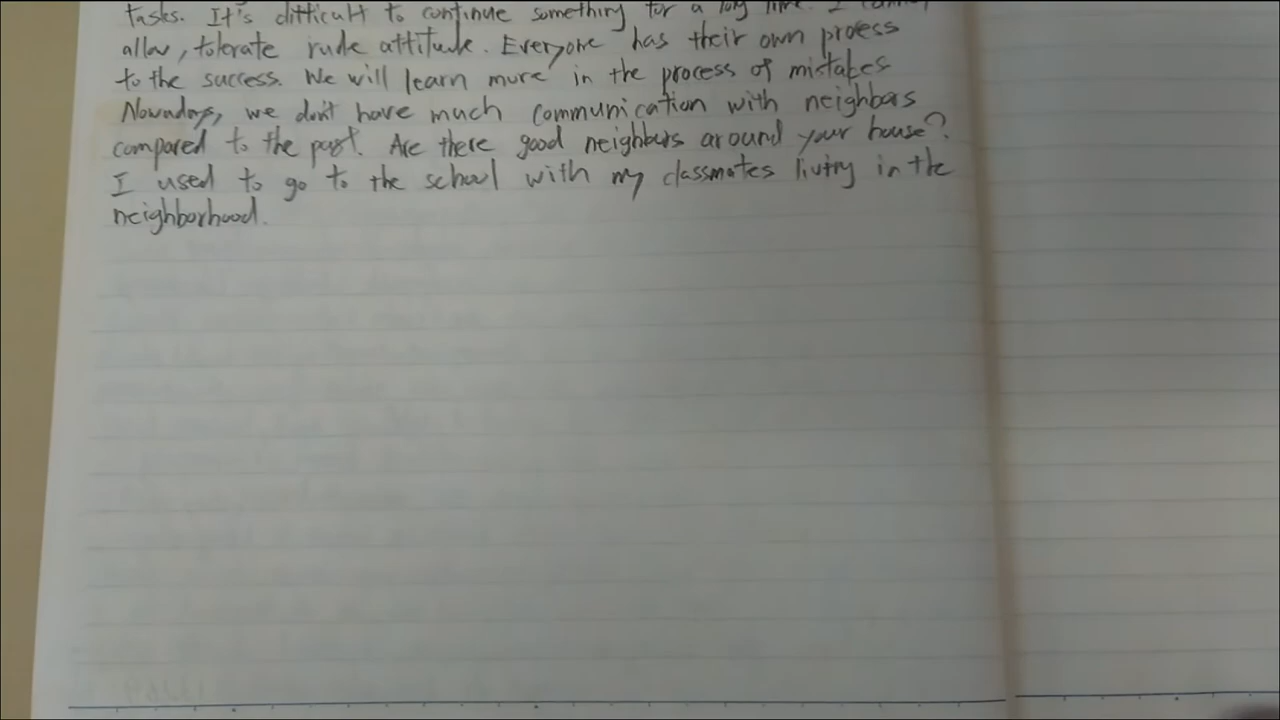 tasks. It's difficult to continue something for a long time. I
allow, tolerate rude attitude. Everyone has their own process
to the success. We will learn more in the process of mistakes
Nowadays, we don't have much communication with neighbors
compared to the past. Are there good neighbors around your house?
I used to go to the school with my classmates living in the
neighborhood.